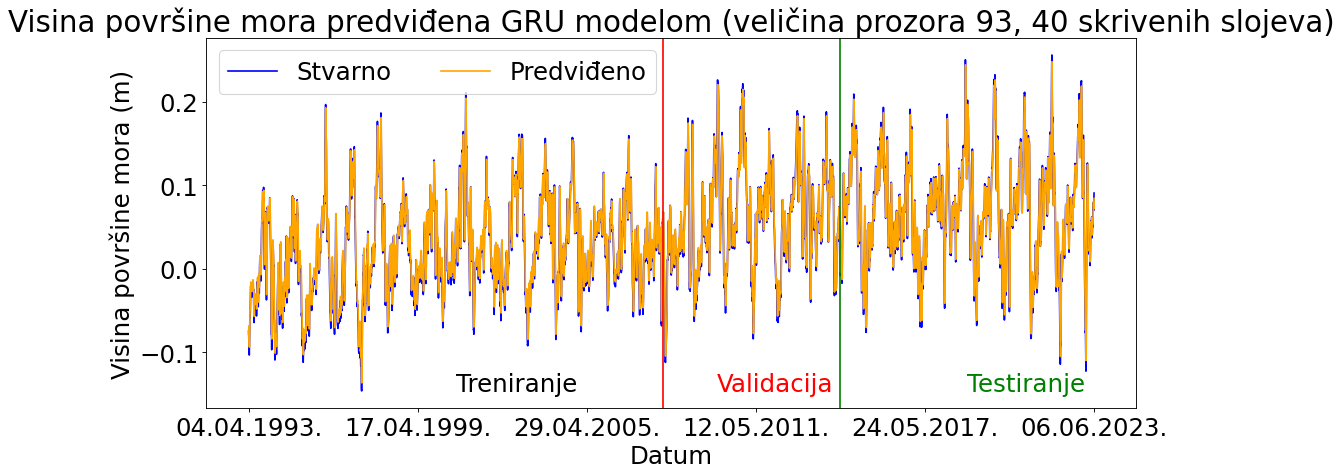 Visina površine mora predviđena GRU modelom (veličina prozora 93, 40 skrivenih slojeva)
Stvarno Predviđeno
Visina površine mora (m)
0.2
0.1
0.0
−0.1
Treniranje Validacija Testiranje
04.04.1993. 17.04.1999. 29.04.2005. 12.05.2011. 24.05.2017. 06.06.2023.
Datum